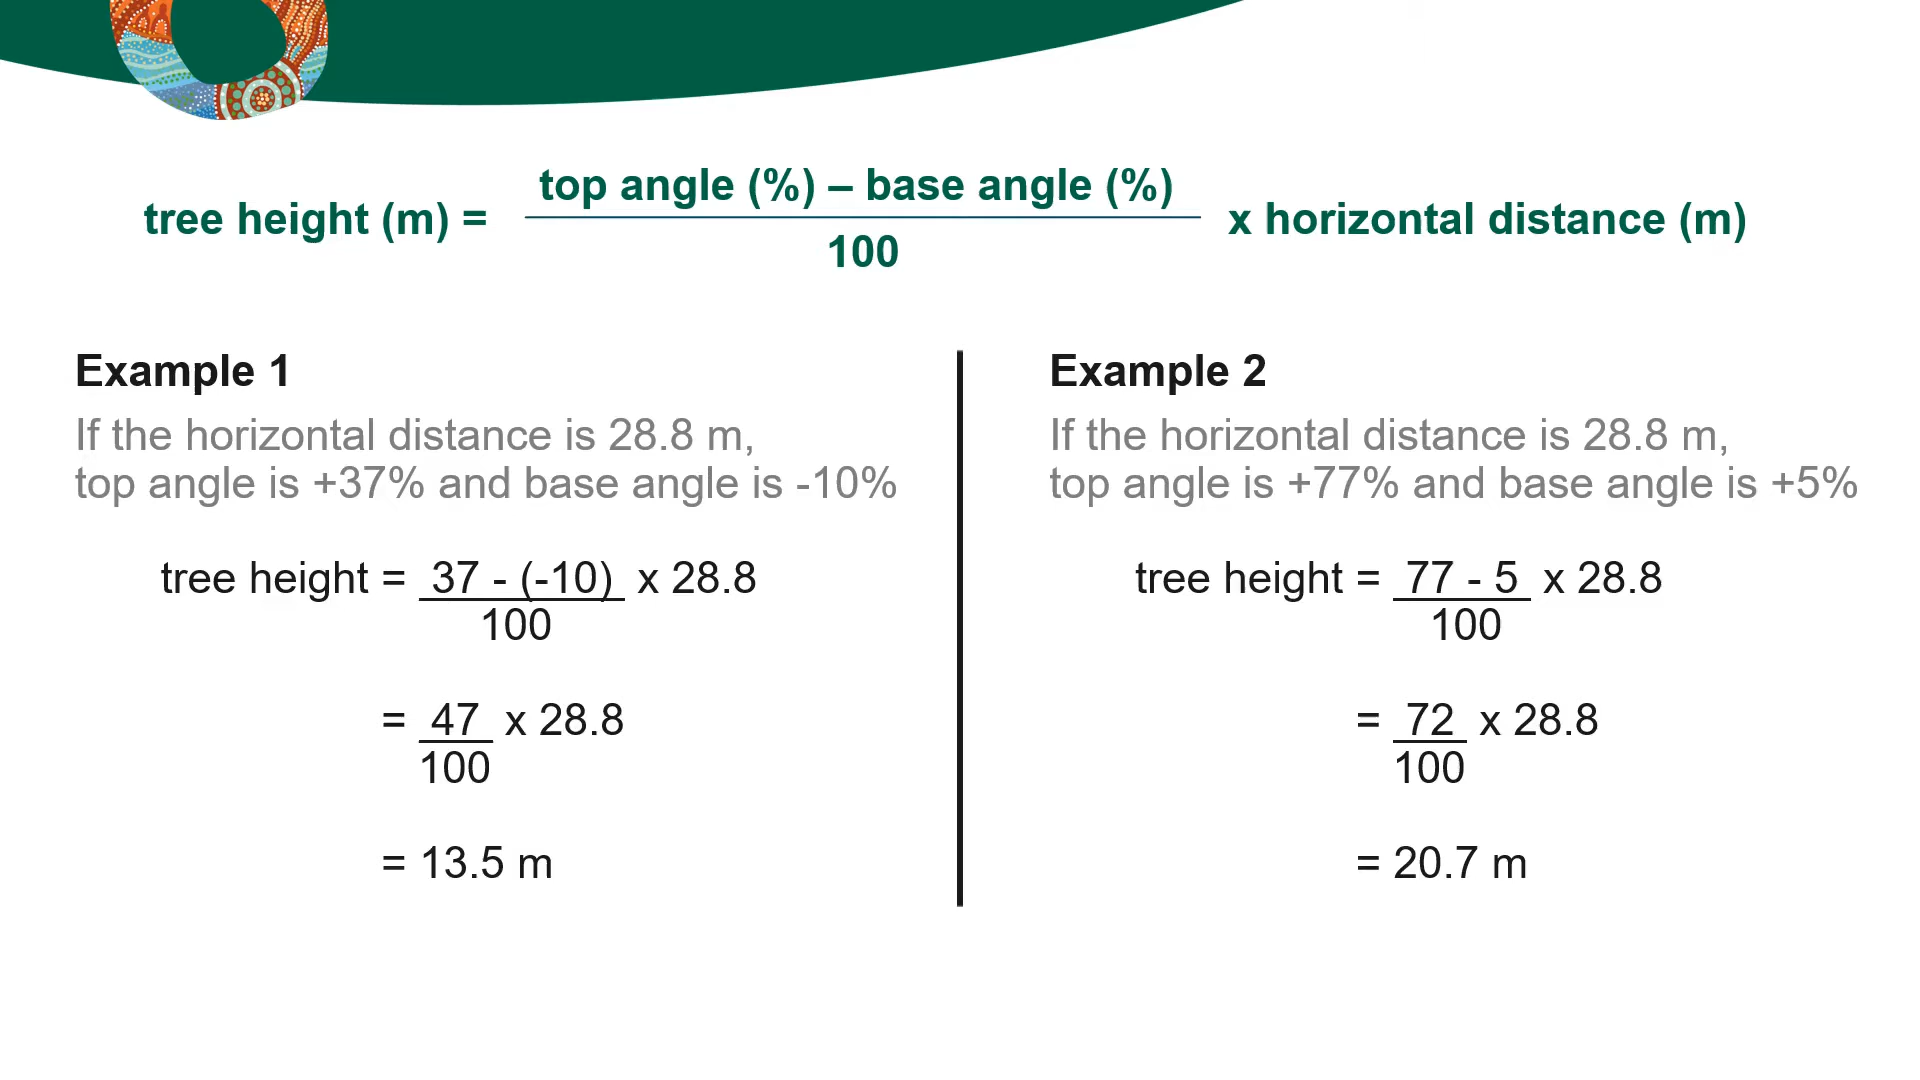 top angle (%) – base angle (%)
tree height (m) = x horizontal distance (m)
100
Example 1
If the horizontal distance is 28.8 m,
top angle is +37% and base angle is -10%
tree height = 37 - (-10) x 28.8
100
= 47 x 28.8
100
= 13.5 m
Example 2
If the horizontal distance is 28.8 m,
top angle is +77% and base angle is +5%
tree height = 77 - 5 x 28.8
100
= 72 x 28.8
100
= 20.7 m